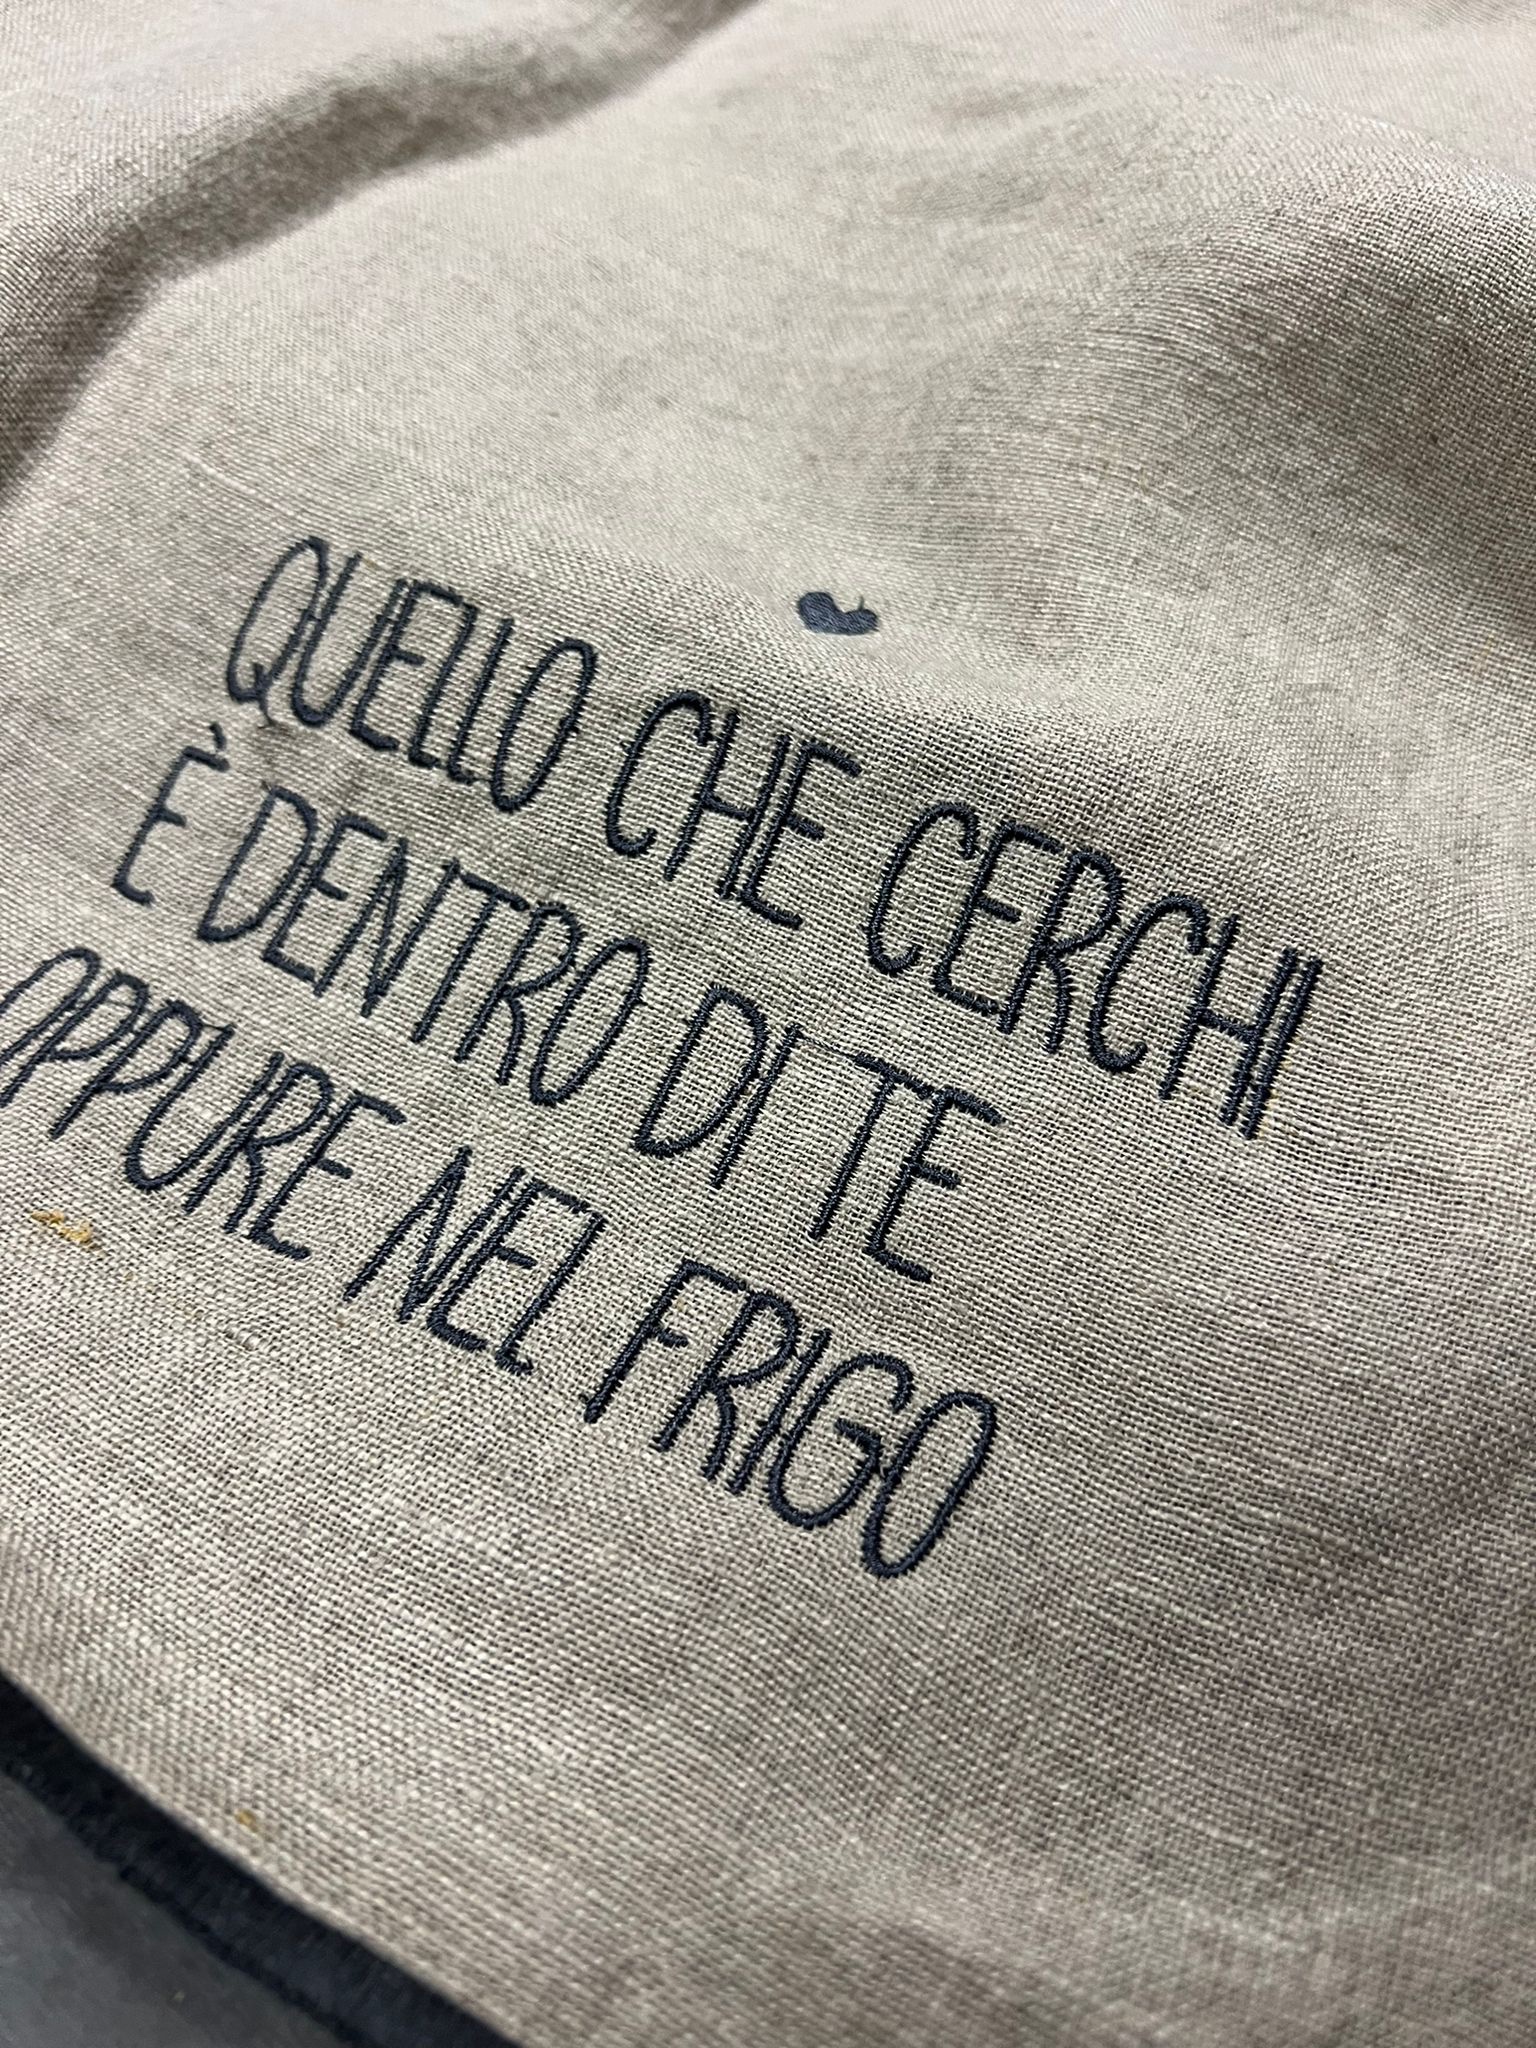 QUELLO CHE CERCHI
È DENTRO DI TE
OPPURE NEL FRIGO